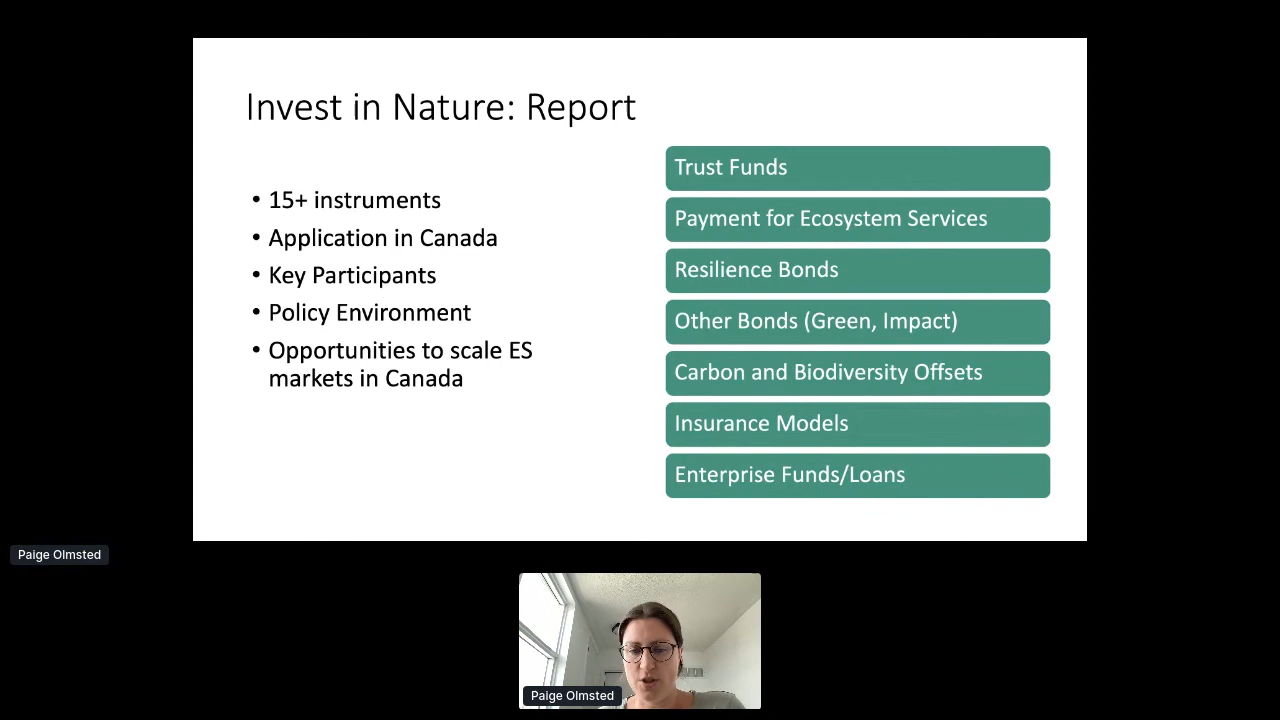 Invest in Nature: Report
• 15+ instruments
• Application in Canada
• Key Participants
• Policy Environment
• Opportunities to scale ES
markets in Canada
Trust Funds
Payment for Ecosystem Services
Resilience Bonds
Other Bonds (Green, Impact)
Carbon and Biodiversity Offsets
Insurance Models
Enterprise Funds/Loans
Paige Olmsted
Paige Olmsted